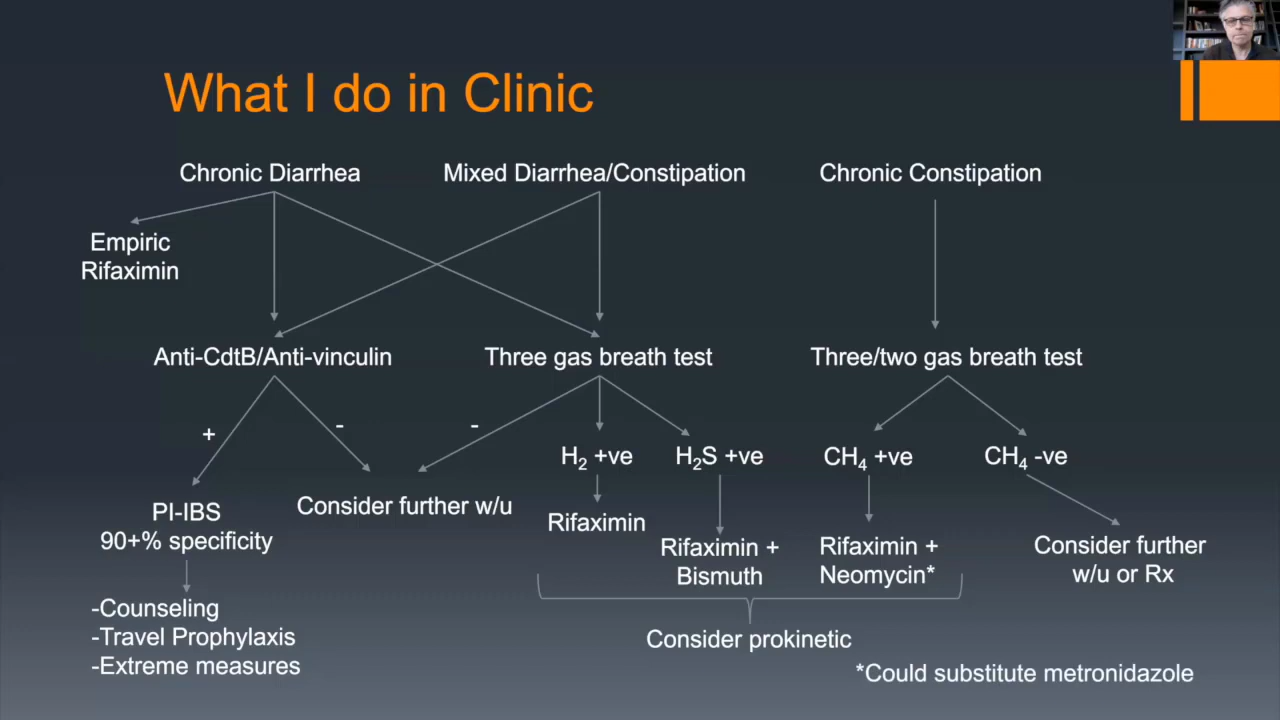 What I do in Clinic
Chronic Diarrhea
Mixed Diarrhea/Constipation
Chronic Constipation
Empiric
Rifaximin
Anti-CdtB/Anti-vinculin
Three gas breath test
Three/two gas breath test
+
-
-
H₂ +ve
H₂S +ve
CH₄ +ve
CH₄ -ve
PI-IBS
90+% specificity
Consider further w/u
Rifaximin
Rifaximin +
Bismuth
Rifaximin +
Neomycin*
Consider further
w/u or Rx
-Counseling
-Travel Prophylaxis
-Extreme measures
Consider prokinetic
*Could substitute metronidazole